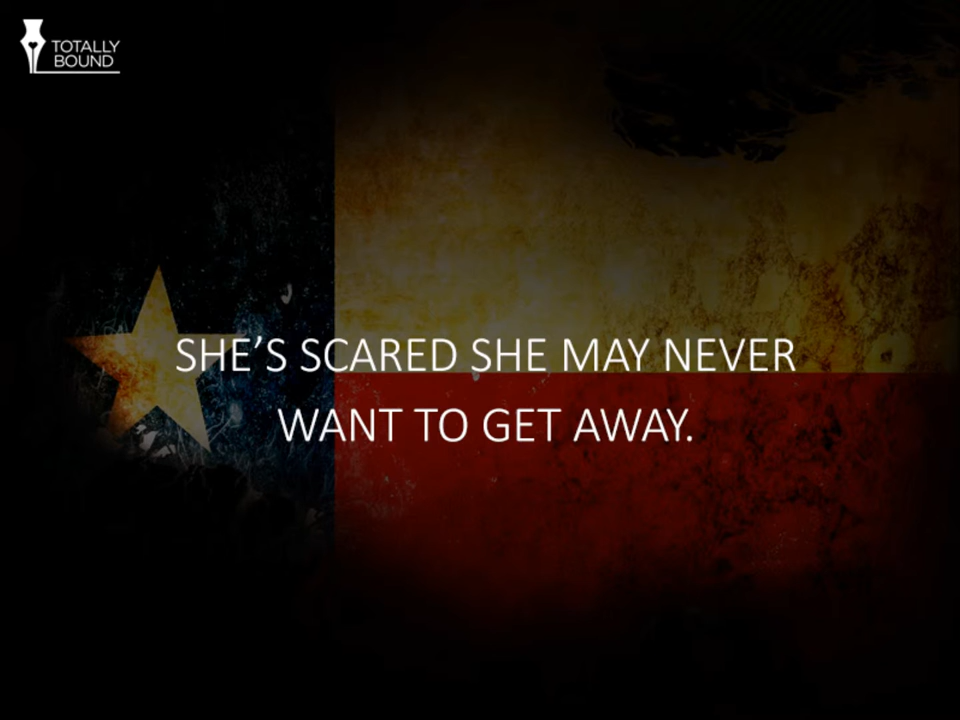 TOTALLY
BOUND
SHE’S SCARED SHE MAY NEVER
WANT TO GET AWAY.